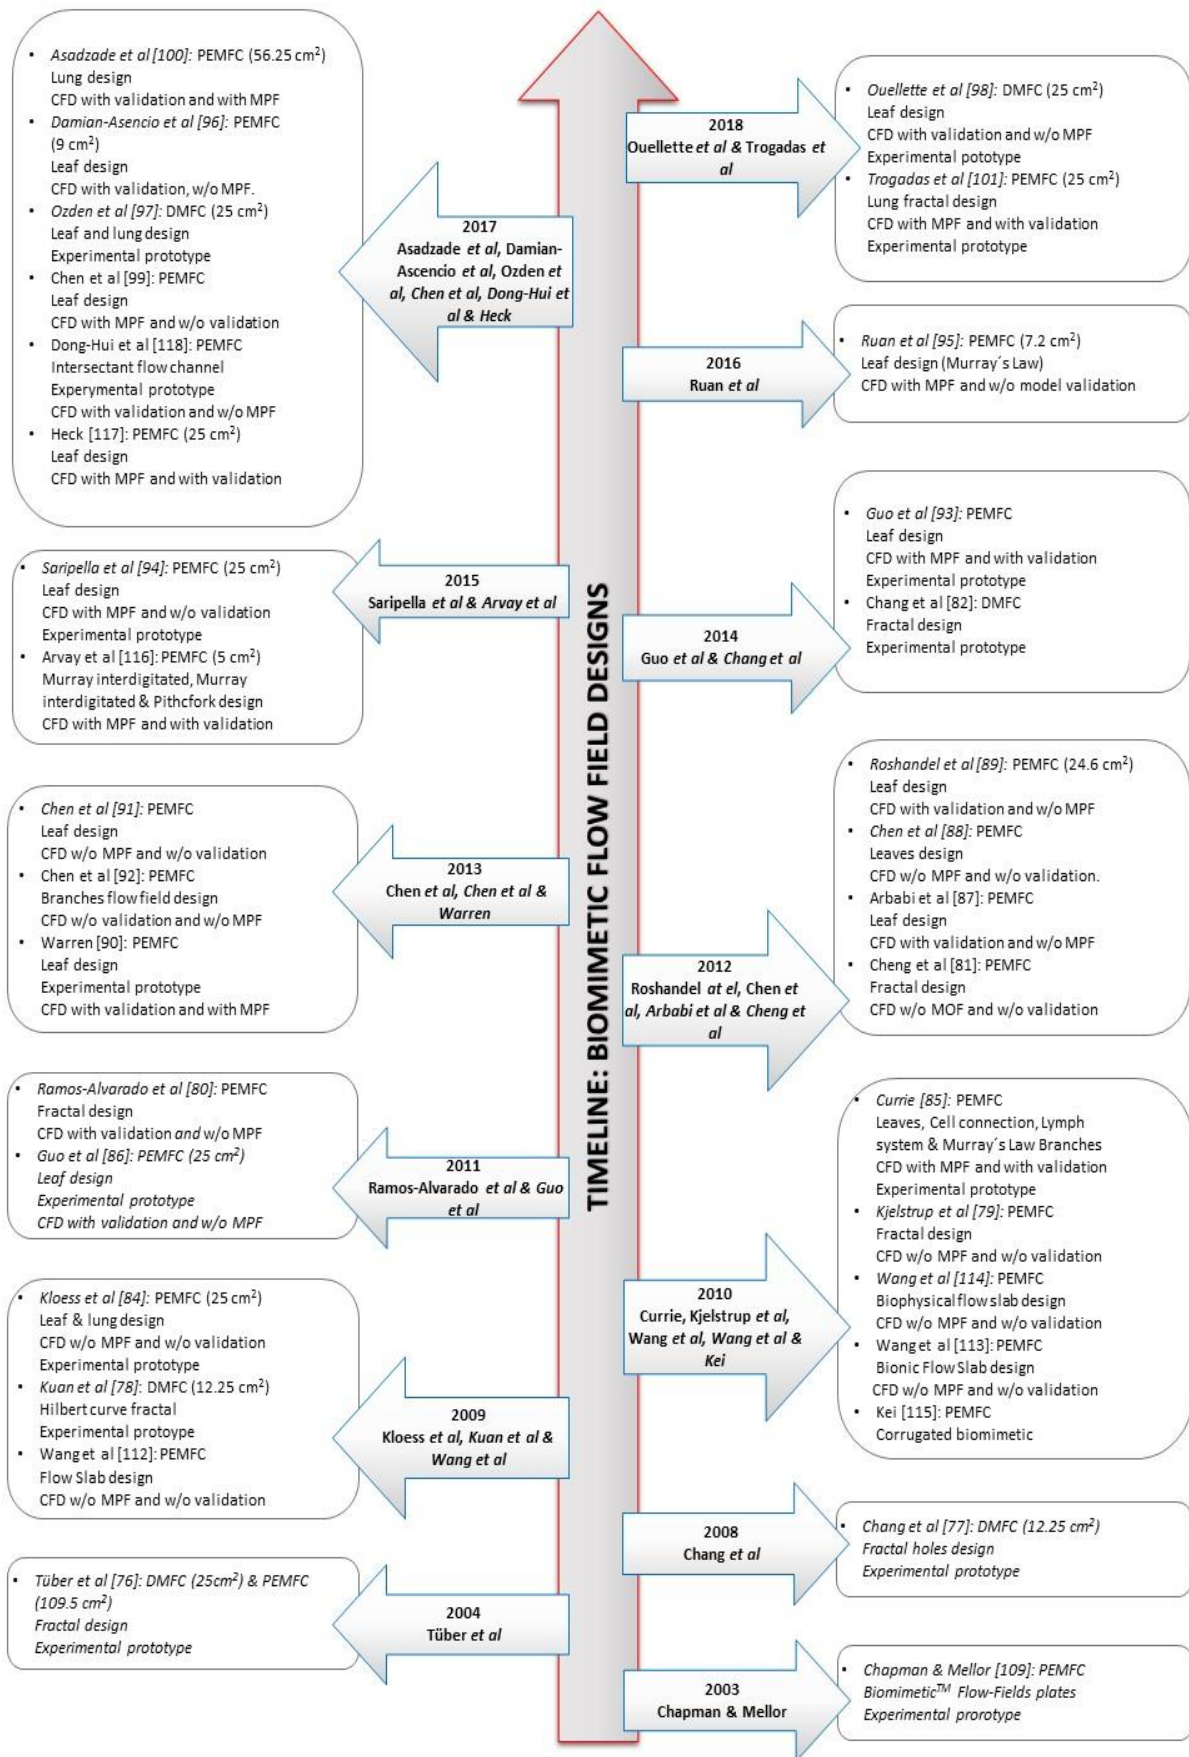 • Asadzade et al [100]: PEMFC (56.25 cm²)
Lung design
CFD with validation and with MPF
• Damian-Asencio et al [96]: PEMFC
(9 cm²)
Leaf design
CFD with validation, w/o MPF.
• Ozden et al [97]: DMFC (25 cm²)
Leaf and lung design
Experimental prototype
• Chen et al [99]: PEMFC
Leaf design
CFD with MPF and w/o validation
• Dong-Hui et al [118]: PEMFC
Intersectant flow channel
Experymental prototype
CFD with validation and w/o MPF
• Heck [117]: PEMFC (25 cm²)
Leaf design
CFD with MPF and with validation
2017
Asadzade et al, Damian-
Ascencio et al, Ozden et
al, Chen et al, Dong-Hui et
al & Heck
2018
Ouellette et al & Trogadas et
al
• Ouellette et al [98]: DMFC (25 cm²)
Leaf design
CFD with validation and w/o MPF
Experimental pototype
• Trogadas et al [101]: PEMFC (25 cm²)
Lung fractal design
CFD with MPF and with validation
Experimental prototype
2016
Ruan et al
• Ruan et al [95]: PEMFC (7.2 cm²)
Leaf design (Murray´s Law)
CFD with MPF and w/o model validation
• Saripella et al [94]: PEMFC (25 cm²)
Leaf design
CFD with MPF and w/o validation
Experimental prototype
• Arvay et al [116]: PEMFC (5 cm²)
Murray interdigitated, Murray
interdigitated & Pithcfork design
CFD with MPF and with validation
2015
Saripella et al & Arvay et al
2014
Guo et al & Chang et al
• Guo et al [93]: PEMFC
Leaf design
CFD with MPF and with validation
Experimental prototype
• Chang et al [82]: DMFC
Fractal design
Experimental prototype
TIMELINE: BIOMIMETIC FLOW FIELD DESIGNS
• Chen et al [91]: PEMFC
Leaf design
CFD w/o MPF and w/o validation
• Chen et al [92]: PEMFC
Branches flow field design
CFD w/o validation and w/o MPF
• Warren [90]: PEMFC
Leaf design
Experimental prototype
CFD with validation and with MPF
2013
Chen et al, Chen et al &
Warren
2012
Roshandel at el, Chen et
al, Arbabi et al & Cheng et
al
• Roshandel et al [89]: PEMFC (24.6 cm²)
Leaf design
CFD with validation and w/o MPF
• Chen et al [88]: PEMFC
Leaves design
CFD w/o MPF and w/o validation.
• Arbabi et al [87]: PEMFC
Leaf design
CFD with validation and w/o MPF
• Cheng et al [81]: PEMFC
Fractal design
CFD w/o MOF and w/o validation
• Ramos-Alvarado et al [80]: PEMFC
Fractal design
CFD with validation and w/o MPF
• Guo et al [86]: PEMFC (25 cm²)
Leaf design
Experimental prototype
CFD with validation and w/o MPF
2011
Ramos-Alvarado et al & Guo
et al
2010
Currie, Kjelstrup et al,
Wang et al, Wang et al &
Kei
• Currie [85]: PEMFC
Leaves, Cell connection, Lymph
system & Murray´s Law Branches
CFD with MPF and with validation
Experimental prototype
• Kjelstrup et al [79]: PEMFC
Fractal design
CFD w/o MPF and w/o validation
• Wang et al [114]: PEMFC
Biophysical flow slab design
CFD w/o MPF and w/o validation
• Wang et al [113]: PEMFC
Bionic Flow Slab design
CFD w/o MPF and w/o validation
• Kei [115]: PEMFC
Corrugated biomimetic
• Kloess et al [84]: PEMFC (25 cm²)
Leaf & lung design
CFD w/o MPF and w/o validation
Experimental prototype
• Kuan et al [78]: DMFC (12.25 cm²)
Hilbert curve fractal
Experimental protoype
• Wang et al [112]: PEMFC
Flow Slab design
CFD w/o MPF and w/o validation
2009
Kloess et al, Kuan et al &
Wang et al
2008
Chang et al
• Chang et al [77]: DMFC (12.25 cm²)
Fractal holes design
Experimental prototype
• Tüber et al [76]: DMFC (25cm²) & PEMFC
(109.5 cm²)
Fractal design
Experimental prototype
2004
Tüber et al
2003
Chapman & Mellor
• Chapman & Mellor [109]: PEMFC
Biomimetic™ Flow-Fields plates
Experimental prorotype